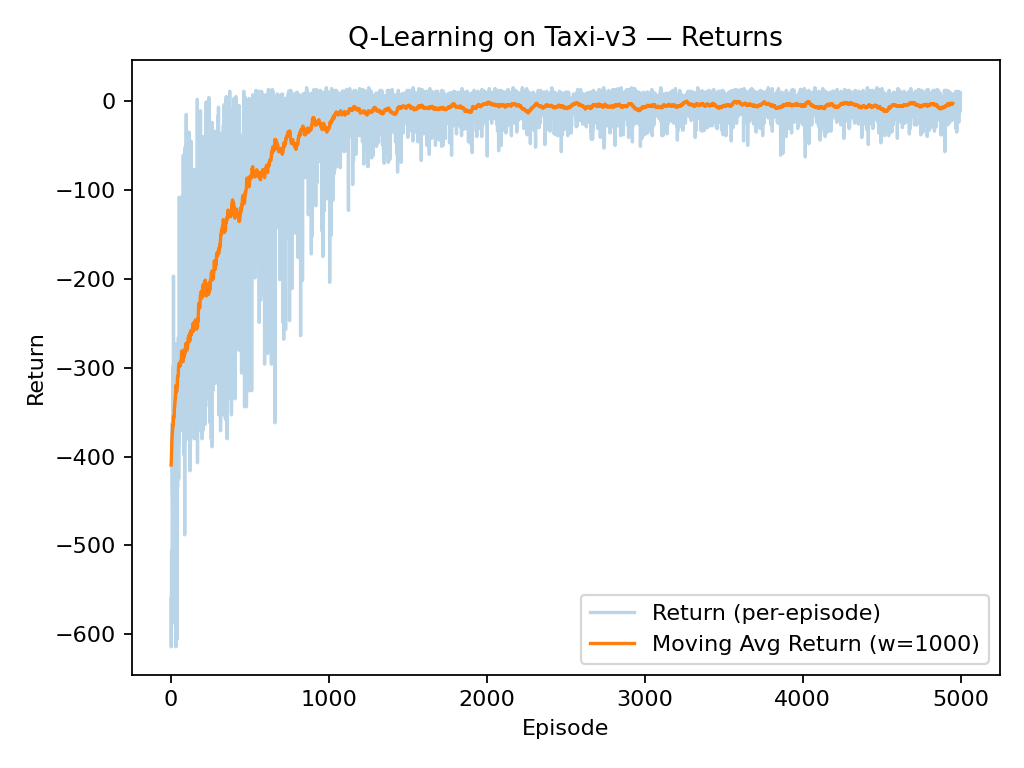 Q-Learning on Taxi-v3 — Returns
Return
0
−100
−200
−300
−400
−500
−600
Return (per-episode)
Moving Avg Return (w=1000)
0 1000 2000 3000 4000 5000
Episode